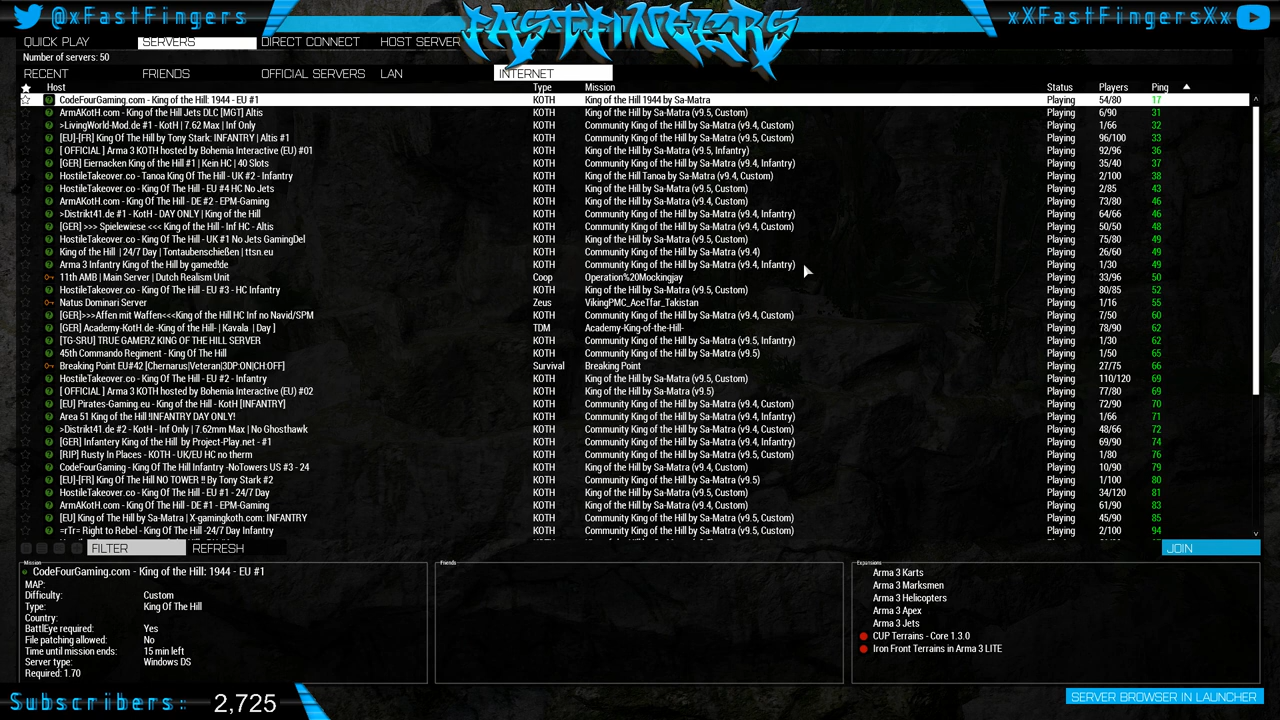 @xFastFingers
FASTFINGERS
xXFastFingersXx
QUICK PLAY SERVERS DIRECT CONNECT HOST SERVER
Number of servers: 50
RECENT FRIENDS OFFICIAL SERVERS LAN INTERNET
Host Type Mission Status Players Ping
CodeFourGaming.com - King of the Hill: 1944 - EU #1 KOTH King of the Hill 1944 by Sa-Matra Playing 54/80 17
ArmAKotH.com - King of the Hill Jets DLC [MGT] Altis KOTH King of the Hill by Sa-Matra (v9.5, Custom) Playing 6/90 31
>LivingWorld-Mod.de #1 - KotH | 7.62 Max | Inf Only KOTH Community King of the Hill by Sa-Matra (v9.4, Custom) Playing 1/66 32
[EU]-[FR] King Of The Hill by Tony Stark: INFANTRY | Altis #1 KOTH Community King of the Hill by Sa-Matra (v9.5, Custom) Playing 96/100 33
[ OFFICIAL ] Arma 3 KOTH hosted by Bohemia Interactive (EU) #01 KOTH King of the Hill by Sa-Matra (v9.5, Infantry) Playing 92/96 36
[GER] Eiernacken King of the Hill #1 | Kein HC | 40 Slots KOTH Community King of the Hill by Sa-Matra (v9.4, Infantry) Playing 35/40 37
HostileTakeover.co - Tanoa King Of The Hill - UK #2 - Infantry KOTH King of the Hill Tanoa by Sa-Matra (v9.4, Custom) Playing 2/100 38
HostileTakeover.co - King Of The Hill - EU #4 HC No Jets KOTH King of the Hill by Sa-Matra (v9.5, Custom) Playing 2/85 43
ArmAKotH.com - King Of The Hill - DE #2 - EPM-Gaming KOTH Community King of the Hill by Sa-Matra (v9.4, Custom) Playing 73/80 46
>Distrikt41.de #1 - KotH - DAY ONLY | King of the Hill KOTH Community King of the Hill by Sa-Matra (v9.4, Infantry) Playing 64/66 46
[GER] >>> Spielewiese <<< King of the Hill - Inf HC - Altis KOTH Community King of the Hill by Sa-Matra (v9.4, Custom) Playing 50/50 48
HostileTakeover.co - King Of The Hill - UK #1 No Jets GamingDel KOTH King of the Hill by Sa-Matra (v9.5, Custom) Playing 75/80 49
King of the Hill | 24/7 Day | Tontaubenschießen | ttsn.eu KOTH Community King of the Hill by Sa-Matra (v9.4) Playing 26/60 49
Arma 3 Infantry King of the Hill by gamed!de KOTH Community King of the Hill by Sa-Matra (v9.4, Infantry) Playing 1/30 49
11th AMB | Main Server | Dutch Realism Unit Coop Operation%20Mockingjay Playing 33/96 50
HostileTakeover.co - King Of The Hill - EU #3 - HC Infantry KOTH King of the Hill by Sa-Matra (v9.5, Custom) Playing 80/85 52
Natus Dominari Server Zeus VikingPMC_AceTfar_Takistan Playing 1/16 55
[GER]>>>Affen mit Waffen<<<King of the Hill HC Inf no Navid/SPM KOTH Community King of the Hill by Sa-Matra (v9.4, Custom) Playing 7/50 60
[GER] Academy-KotH.de -King of the Hill- | Kavala | Day ] TDM Academy-King-of-the-Hill- Playing 78/90 62
[TG-SRU] TRUE GAMERZ KING OF THE HILL SERVER KOTH Community King of the Hill by Sa-Matra (v9.5, Infantry) Playing 1/30 62
45th Commando Regiment - King Of The Hill KOTH Community King of the Hill by Sa-Matra (v9.5) Playing 1/50 65
Breaking Point EU#42 [Chernarus|Veteran|3DP:ON|CH:OFF] Survival Breaking Point Playing 27/75 66
HostileTakeover.co - King Of The Hill - EU #2 - Infantry KOTH King of the Hill by Sa-Matra (v9.5, Custom) Playing 110/120 69
[ OFFICIAL ] Arma 3 KOTH hosted by Bohemia Interactive (EU) #02 KOTH King of the Hill by Sa-Matra (v9.5) Playing 77/80 69
[EU] Pirates-Gaming.eu - King of the Hill - KotH [INFANTRY] KOTH Community King of the Hill by Sa-Matra (v9.4, Custom) Playing 72/90 70
Area 51 King of the Hill !INFANTRY DAY ONLY! KOTH Community King of the Hill by Sa-Matra (v9.4, Infantry) Playing 1/66 71
>Distrikt41.de #2 - KotH - Inf Only | 7.62mm Max | No Ghosthawk KOTH Community King of the Hill by Sa-Matra (v9.4, Custom) Playing 48/66 72
[GER] Infantery King of the Hill by Project-Play.net - #1 KOTH Community King of the Hill by Sa-Matra (v9.4, Infantry) Playing 69/90 74
[RIP] Rusty In Places - KOTH - UK/EU HC no therm KOTH Community King of the Hill by Sa-Matra (v9.5, Custom) Playing 1/80 76
CodeFourGaming - King Of The Hill Infantry -NoTowers US #3 - 24 KOTH Community King of the Hill by Sa-Matra (v9.4, Custom) Playing 10/90 79
[EU]-[FR] King Of The Hill NO TOWER !! By Tony Stark #2 KOTH Community King of the Hill by Sa-Matra (v9.5) Playing 1/100 80
HostileTakeover.co - King Of The Hill - EU #1 - 24/7 Day KOTH King of the Hill by Sa-Matra (v9.5, Custom) Playing 34/120 81
ArmAKotH.com - King Of The Hill - DE #1 - EPM-Gaming KOTH Community King of the Hill by Sa-Matra (v9.4, Custom) Playing 61/90 83
[EU] King of the Hill by Sa-Matra | X-gamingkoth.com: INFANTRY KOTH Community King of the Hill by Sa-Matra (v9.5, Custom) Playing 45/90 85
=rTr= Right to Rebel - King Of The Hill -24/7 Day Infantry KOTH Community King of the Hill by Sa-Matra (v9.5, Custom) Playing 2/100 94
FILTER REFRESH JOIN
Mission
CodeFourGaming.com - King of the Hill: 1944 - EU #1
MAP:
Difficulty: Custom
Type: King Of The Hill
Country:
BattlEye required: Yes
File patching allowed: No
Time until mission ends: 15 min left
Server type: Windows DS
Required: 1.70
Friends
Expansions
Arma 3 Karts
Arma 3 Marksmen
Arma 3 Helicopters
Arma 3 Apex
Arma 3 Jets
CUP Terrains - Core 1.3.0
Iron Front Terrains in Arma 3 LITE
Subscribers: 2,725
SERVER BROWSER IN LAUNCHER